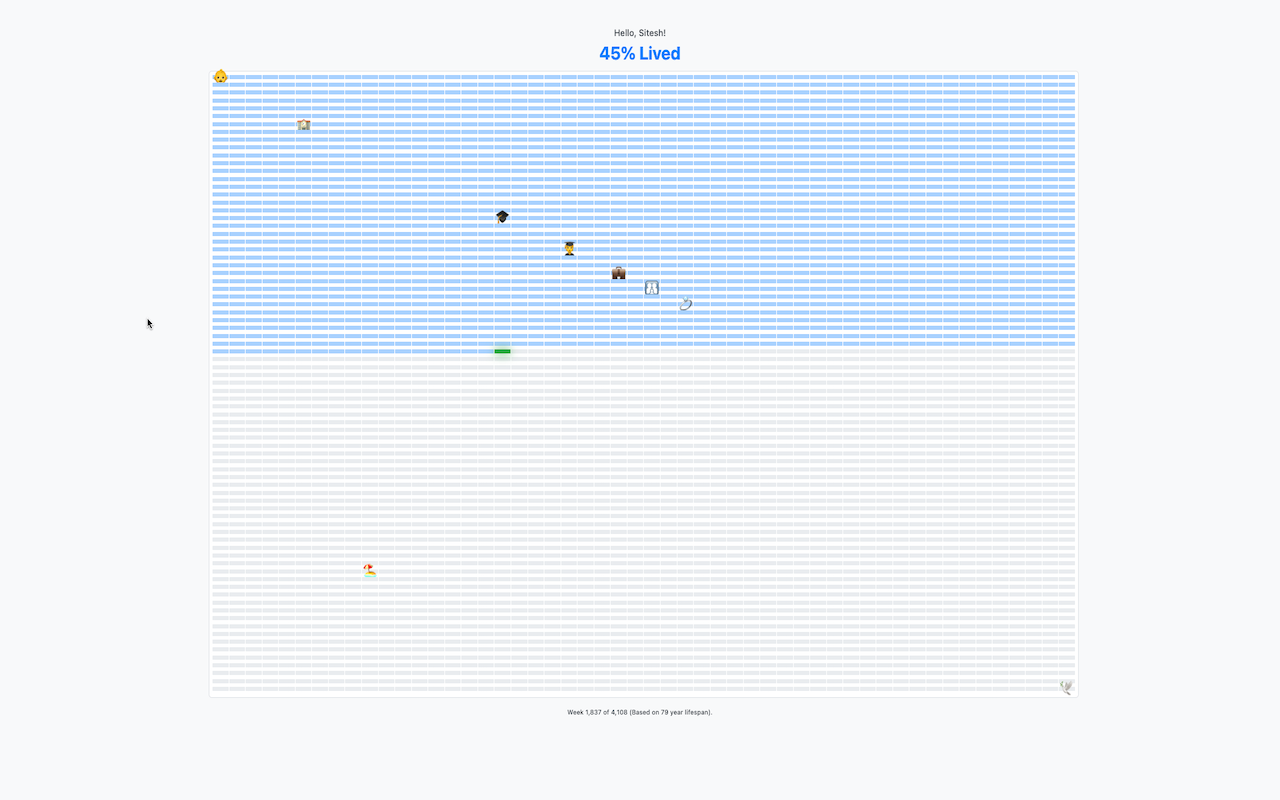 Hello, Sitesh!
45% Lived
Week 1,837 of 4,108 (Based on 79 year lifespan).